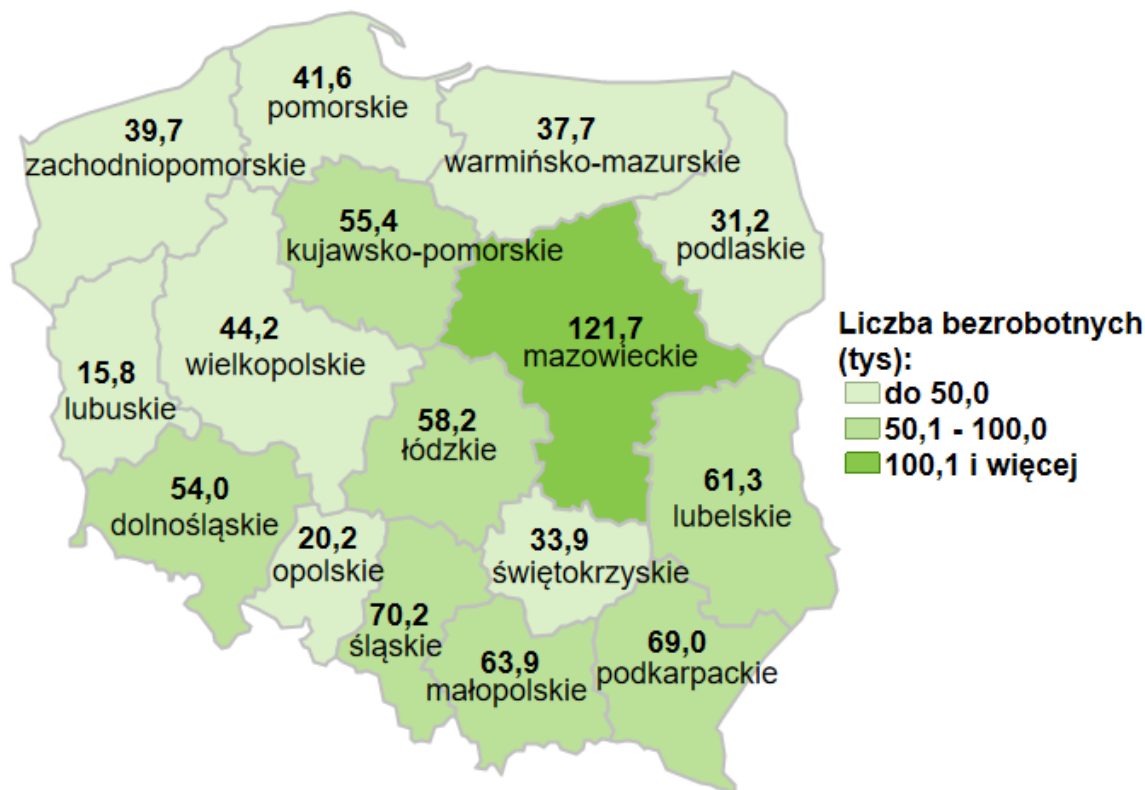 41,6
pomorskie
39,7
zachodniopomorskie
37,7
warmińsko-mazurskie
55,4
kujawsko-pomorskie
31,2
podlaskie
44,2
wielkopolskie
121,7
mazowieckie
15,8
lubuskie
58,2
łódzkie
54,0
dolnośląskie
61,3
lubelskie
20,2
opolskie
33,9
świętokrzyskie
70,2
śląskie
63,9
małopolskie
69,0
podkarpackie
Liczba bezrobotnych
(tys):
do 50,0
50,1 - 100,0
100,1 i więcej